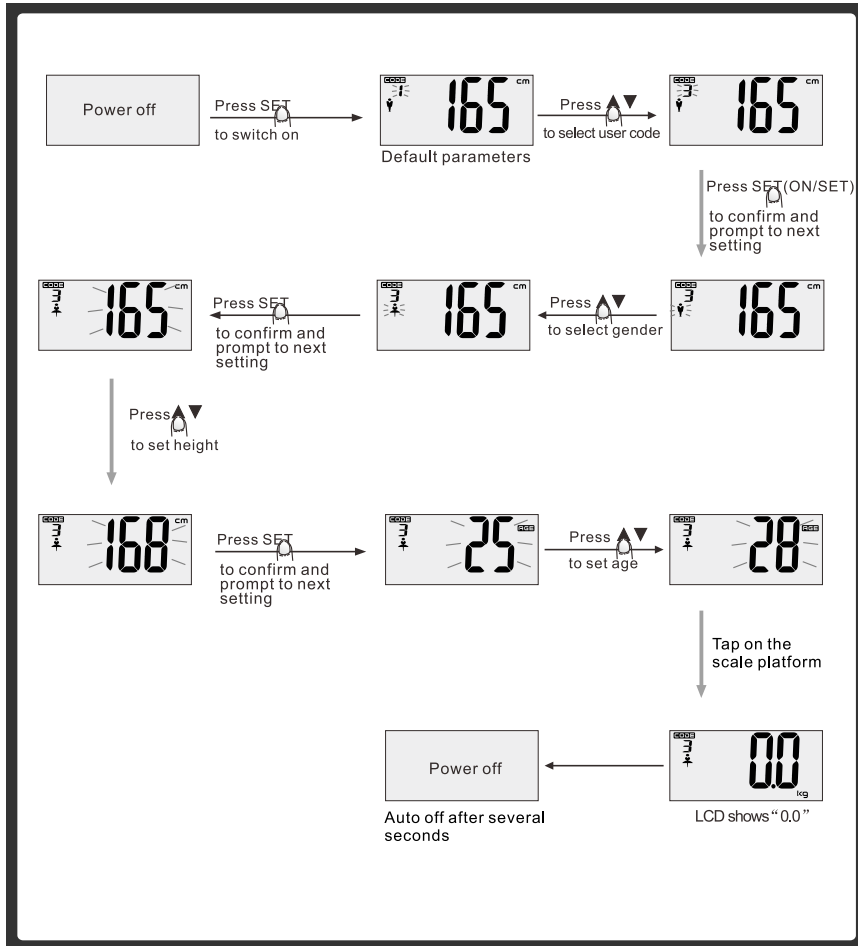 Power off
Press SET
to switch on
CODE
1
165
cm
Default parameters
Press ▲▼
to select user code
CODE
3
165
cm
Press SET(ON/SET)
to confirm and
prompt to next
setting
CODE
3
165
cm
Press ▲▼
to select gender
CODE
3
165
cm
Press SET
to confirm and
prompt to next
setting
CODE
3
165
cm
Press ▲▼
to set height
CODE
3
168
cm
Press SET
to confirm and
prompt to next
setting
CODE
3
25
AGE
Press ▲▼
to set age
CODE
3
28
AGE
Tap on the
scale platform
CODE
3
0.0
kg
LCD shows “0.0”
Power off
Auto off after several
seconds